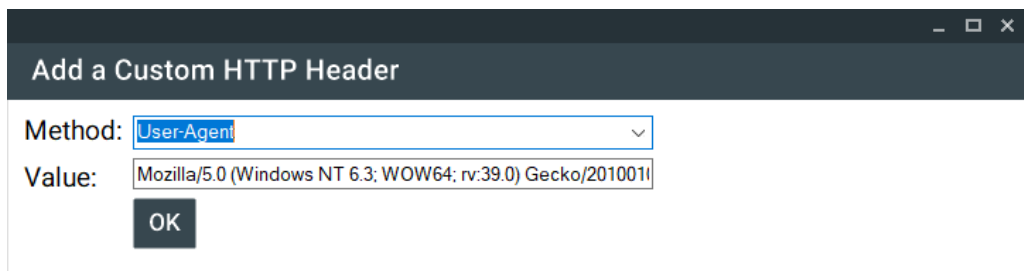 Add a Custom HTTP Header
Method: User-Agent
Value: Mozilla/5.0 (Windows NT 6.3; WOW64; rv:39.0) Gecko/2010010
OK